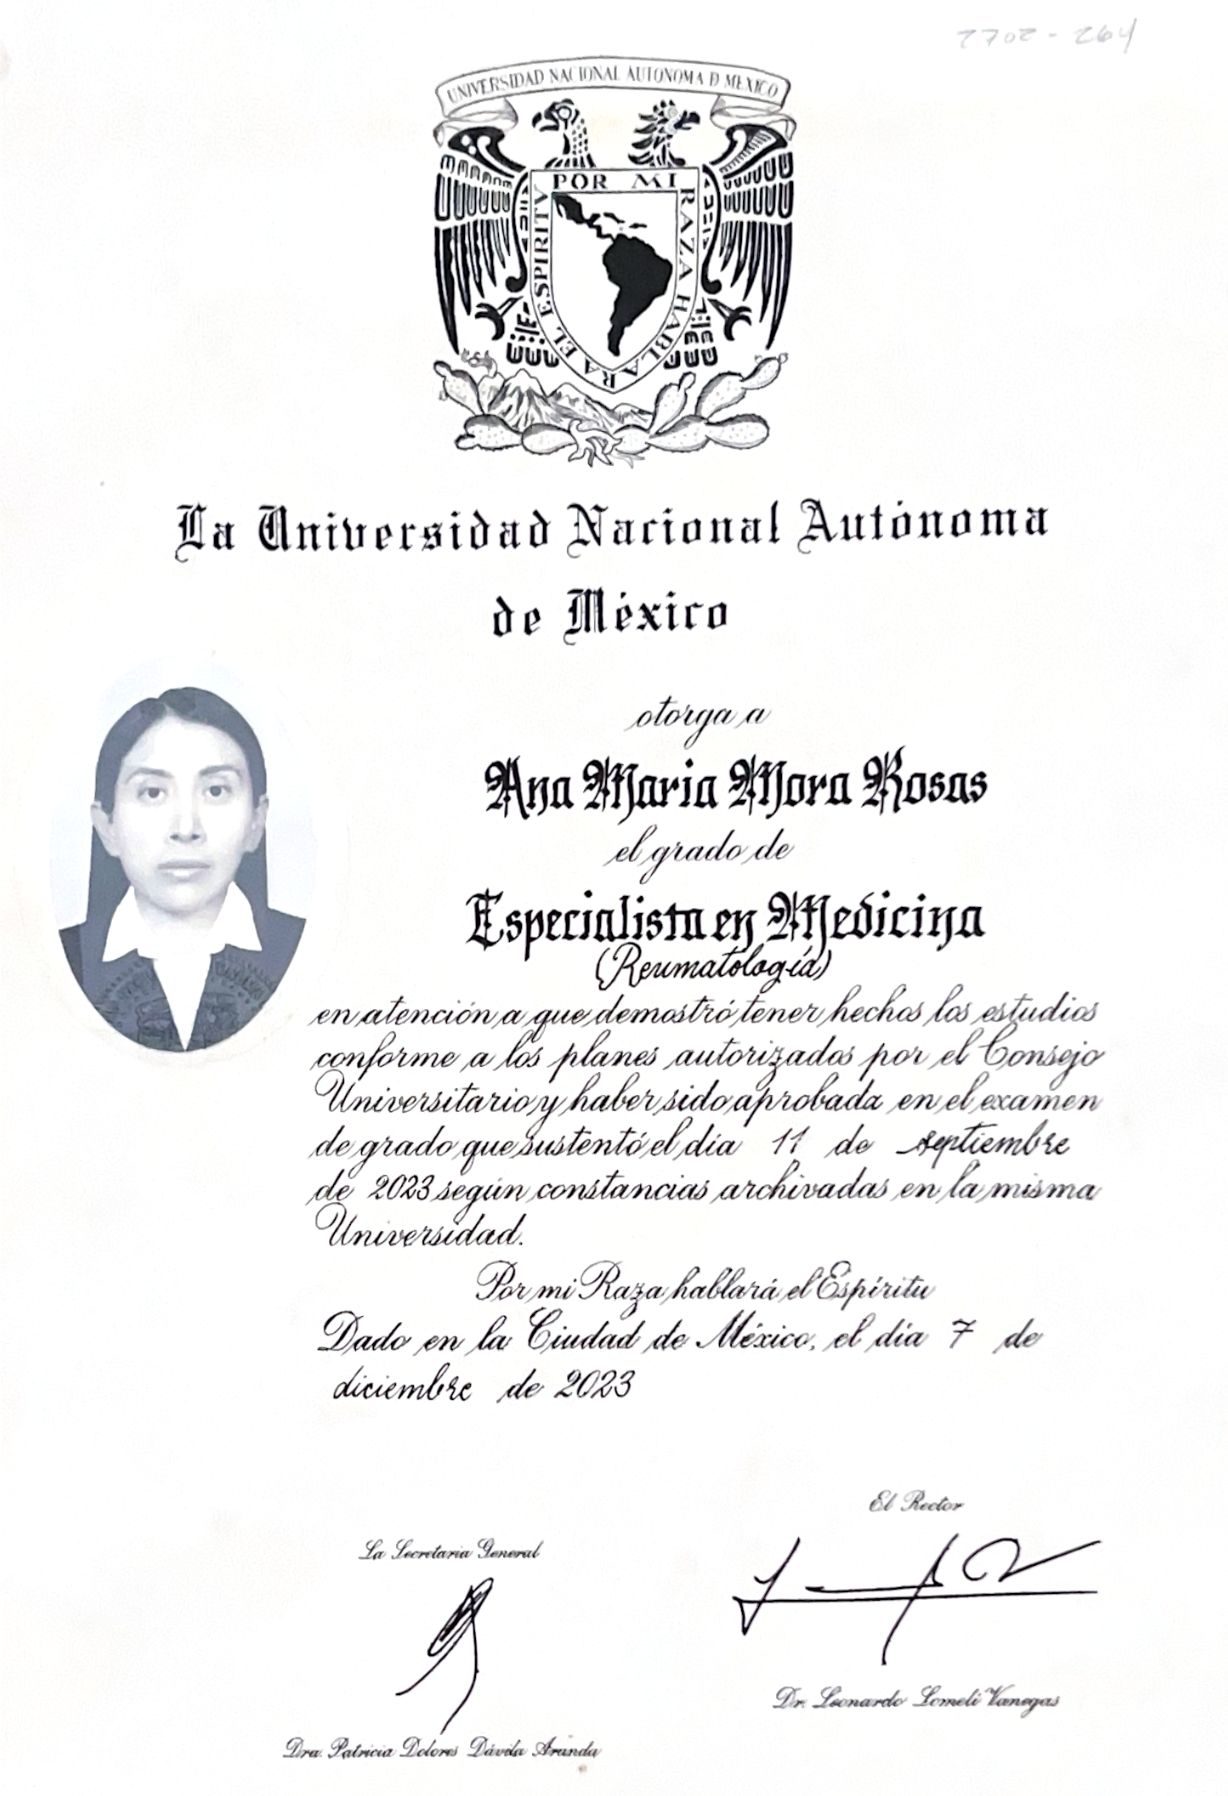 2702-264
UNIVERSIDAD NACIONAL AUTONOMA D MEXICO
POR MI RAZA HABLARA EL ESPIRITV
La Universidad Nacional Autónoma
de México
otorga a
Ana Maria Mora Rosas
el grado de
Especialista en Medicina
(Reumatología)
en atención a que demostró tener hechos los estudios
conforme a los planes autorizados por el Consejo
Universitario y haber sido aprobada en el examen
de grado que sustentó el día 11 de septiembre
de 2023 según constancias archivadas en la misma
Universidad.
Por mi Raza hablará el Espíritu
Dado en la Ciudad de México, el día 7 de
diciembre de 2023
El Rector
La Secretaria General
Dr. Leonardo Lomelí Vanegas
Dra. Patricia Dolores Dávila Aranda